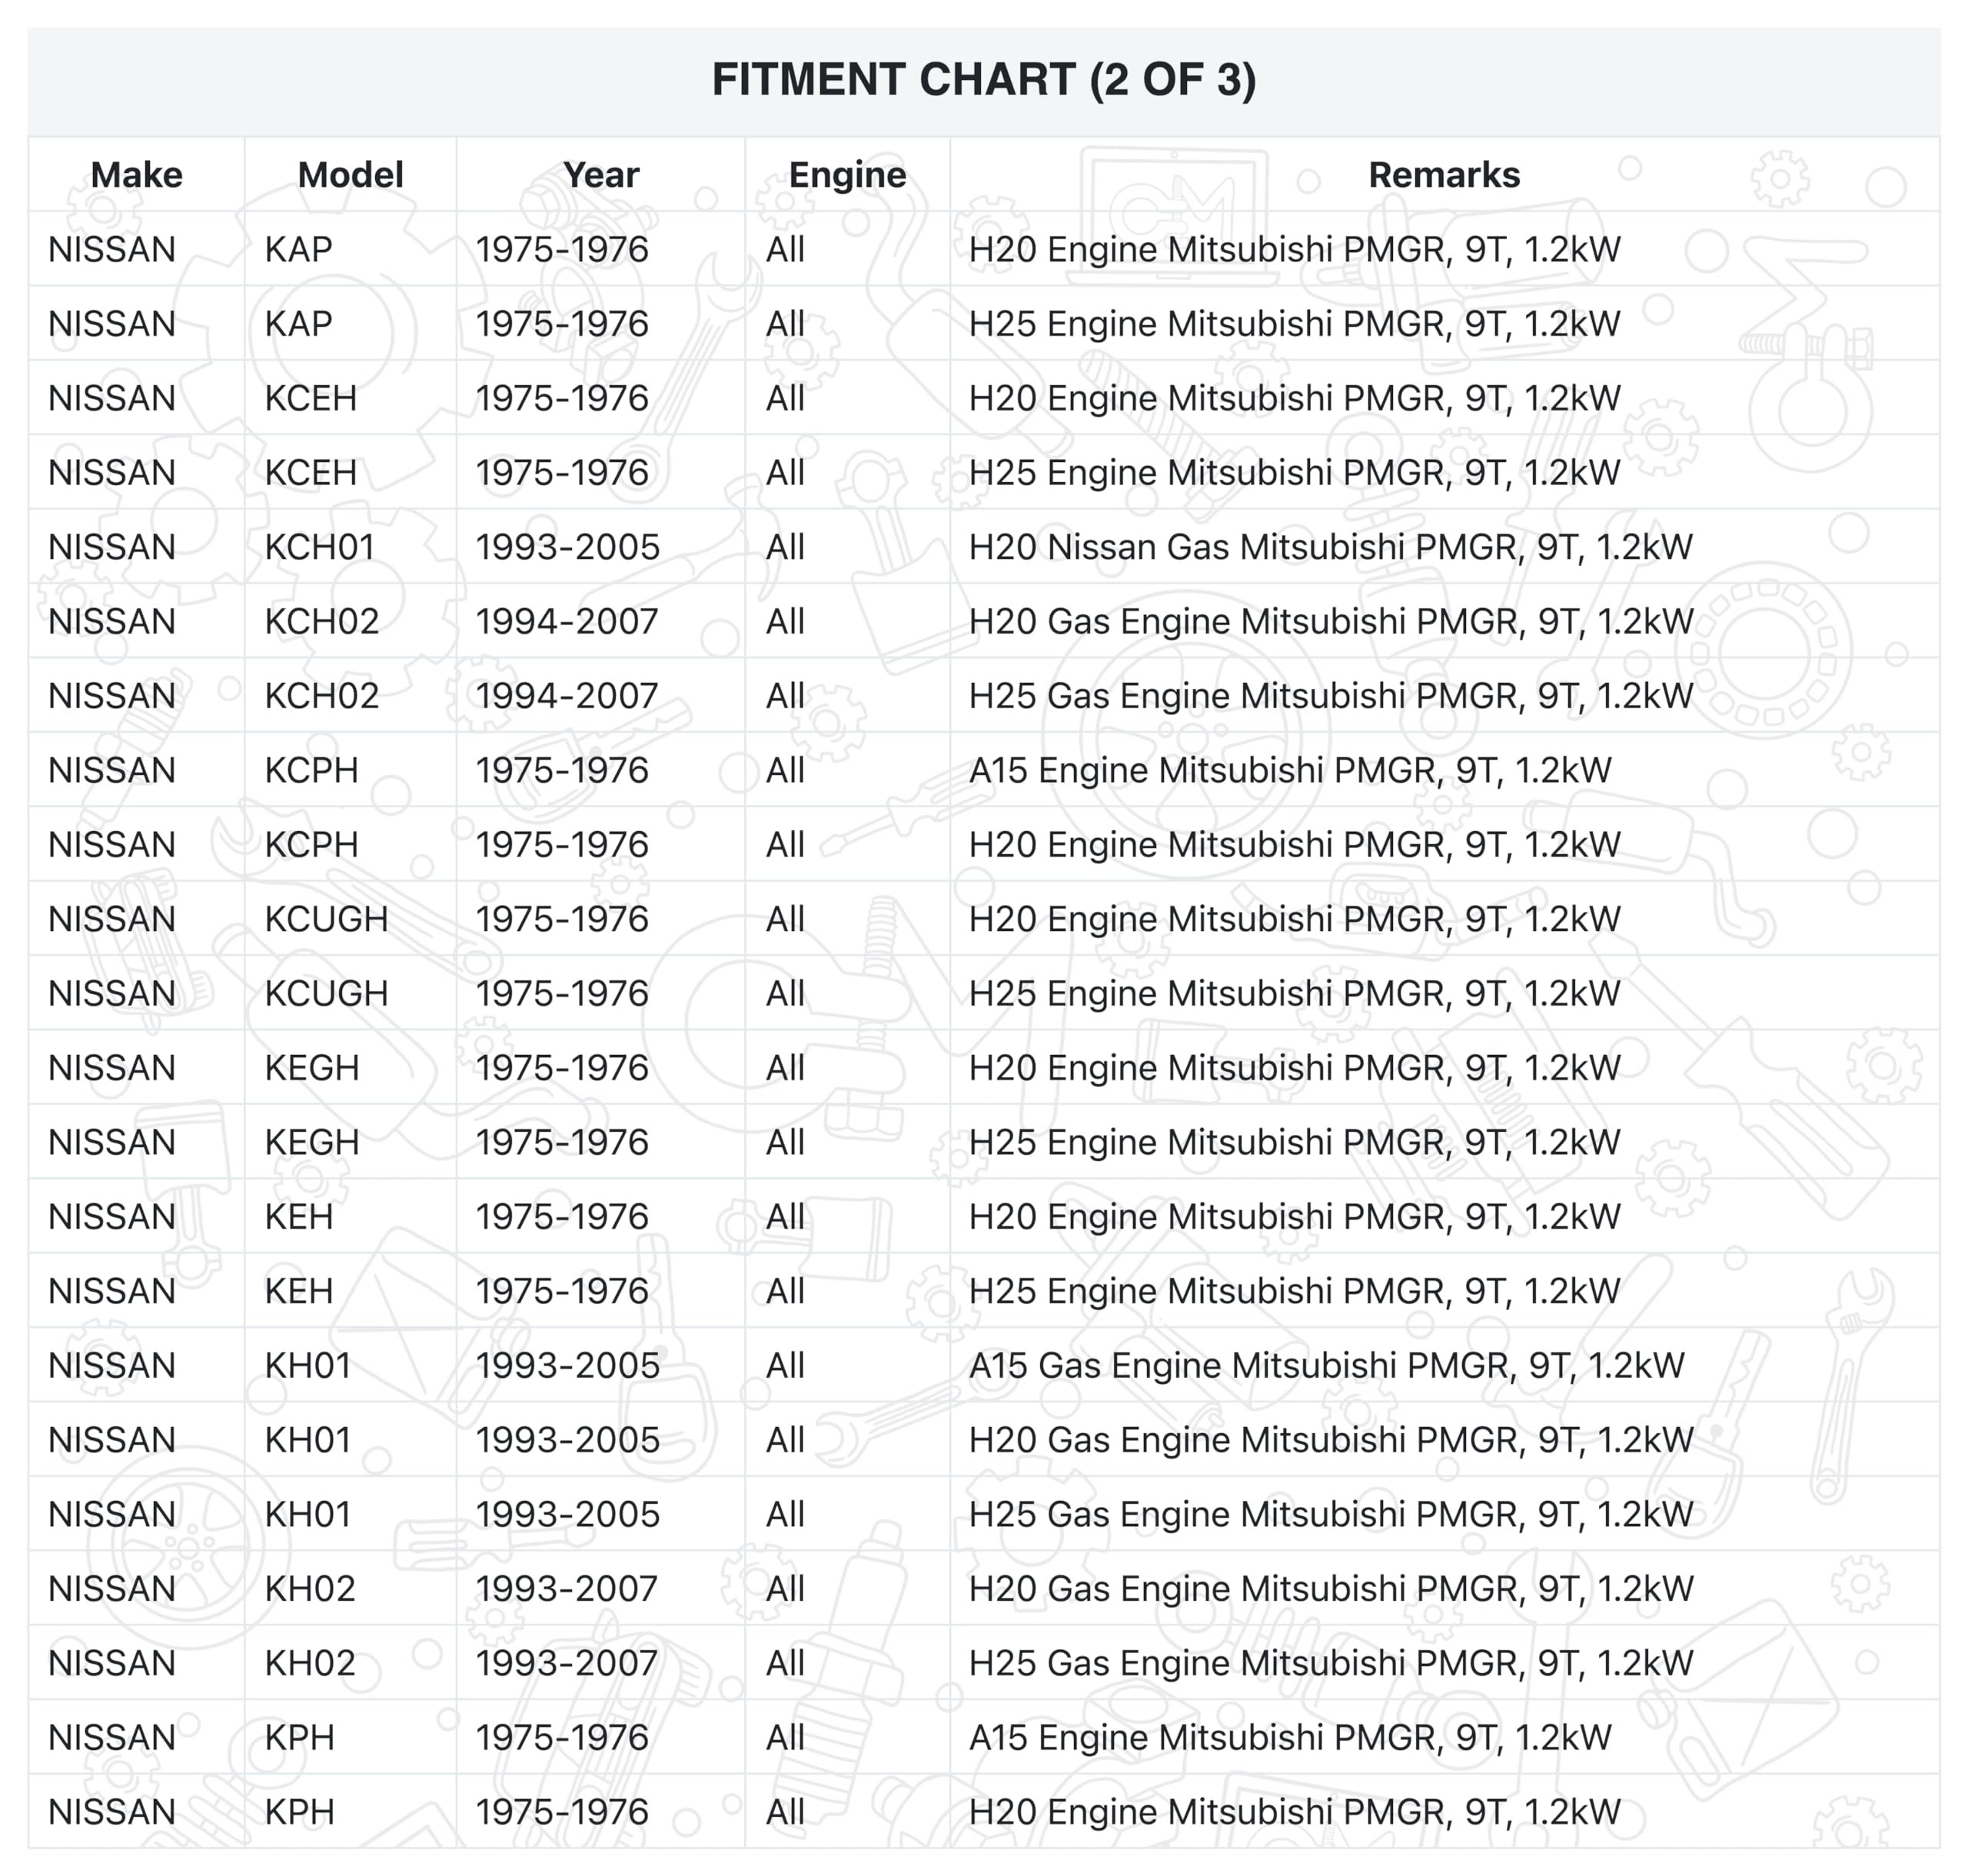 FITMENT CHART (2 OF 3)
Make Model Year Engine Remarks
NISSAN KAP 1975-1976 All H20 Engine Mitsubishi PMGR, 9T, 1.2kW
NISSAN KAP 1975-1976 All H25 Engine Mitsubishi PMGR, 9T, 1.2kW
NISSAN KCEH 1975-1976 All H20 Engine Mitsubishi PMGR, 9T, 1.2kW
NISSAN KCEH 1975-1976 All H25 Engine Mitsubishi PMGR, 9T, 1.2kW
NISSAN KCH01 1993-2005 All H20 Nissan Gas Mitsubishi PMGR, 9T, 1.2kW
NISSAN KCH02 1994-2007 All H20 Gas Engine Mitsubishi PMGR, 9T, 1.2kW
NISSAN KCH02 1994-2007 All H25 Gas Engine Mitsubishi PMGR, 9T, 1.2kW
NISSAN KCPH 1975-1976 All A15 Engine Mitsubishi PMGR, 9T, 1.2kW
NISSAN KCPH 1975-1976 All H20 Engine Mitsubishi PMGR, 9T, 1.2kW
NISSAN KCUGH 1975-1976 All H20 Engine Mitsubishi PMGR, 9T, 1.2kW
NISSAN KCUGH 1975-1976 All H25 Engine Mitsubishi PMGR, 9T, 1.2kW
NISSAN KEGH 1975-1976 All H20 Engine Mitsubishi PMGR, 9T, 1.2kW
NISSAN KEGH 1975-1976 All H25 Engine Mitsubishi PMGR, 9T, 1.2kW
NISSAN KEH 1975-1976 All H20 Engine Mitsubishi PMGR, 9T, 1.2kW
NISSAN KEH 1975-1976 All H25 Engine Mitsubishi PMGR, 9T, 1.2kW
NISSAN KH01 1993-2005 All A15 Gas Engine Mitsubishi PMGR, 9T, 1.2kW
NISSAN KH01 1993-2005 All H20 Gas Engine Mitsubishi PMGR, 9T, 1.2kW
NISSAN KH01 1993-2005 All H25 Gas Engine Mitsubishi PMGR, 9T, 1.2kW
NISSAN KH02 1993-2007 All H20 Gas Engine Mitsubishi PMGR, 9T, 1.2kW
NISSAN KH02 1993-2007 All H25 Gas Engine Mitsubishi PMGR, 9T, 1.2kW
NISSAN KPH 1975-1976 All A15 Engine Mitsubishi PMGR, 9T, 1.2kW
NISSAN KPH 1975-1976 All H20 Engine Mitsubishi PMGR, 9T, 1.2kW